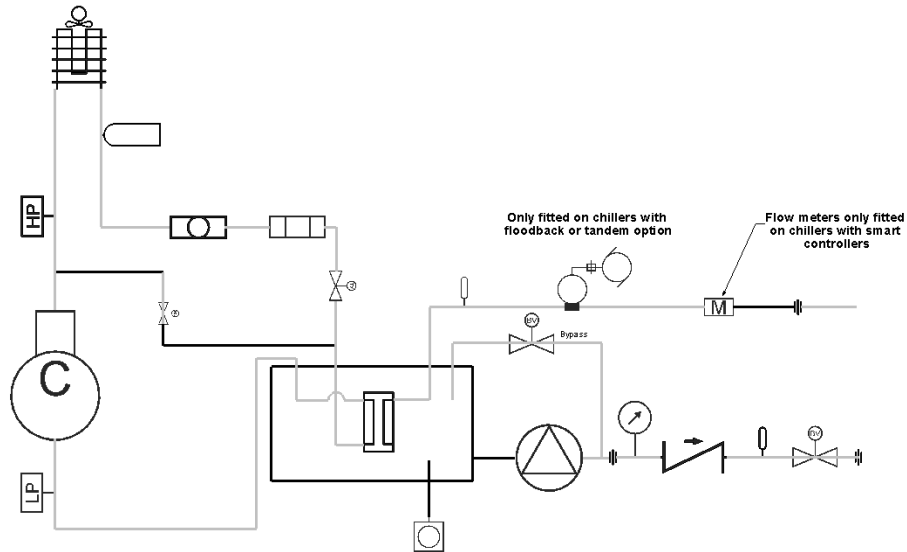 HP
Only fitted on chillers with
floodback or tandem option
Flow meters only fitted
on chillers with smart
controllers
M
BV
Bypass
C
BV
LP